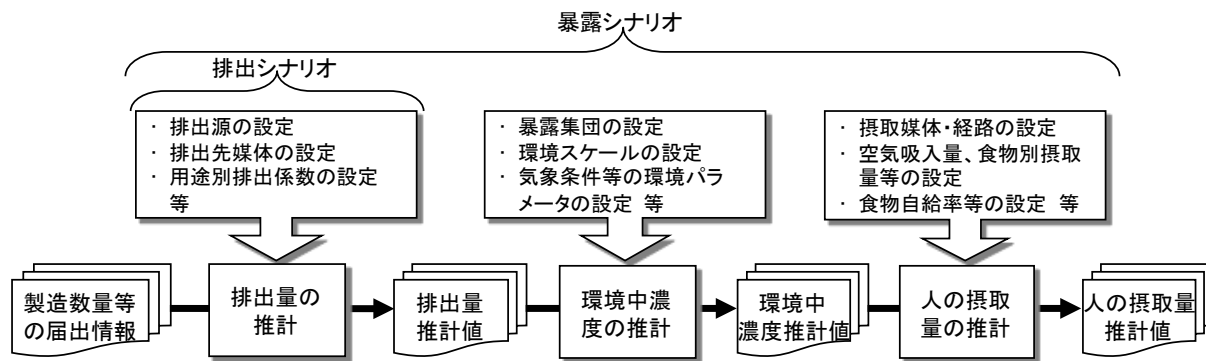 暴露シナリオ
排出シナリオ
・ 排出源の設定
・ 排出先媒体の設定
・ 用途別排出係数の設定
等
・ 暴露集団の設定
・ 環境スケールの設定
・ 気象条件等の環境パラ
メータの設定 等
・ 摂取媒体・経路の設定
・ 空気吸入量、食物別摂取
量等の設定
・ 食物自給率等の設定 等
製造数量等
の届出情報
排出量の
推計
排出量
推計値
環境中濃
度の推計
環境中
濃度推計値
人の摂取
量の推計
人の摂取量
推計値